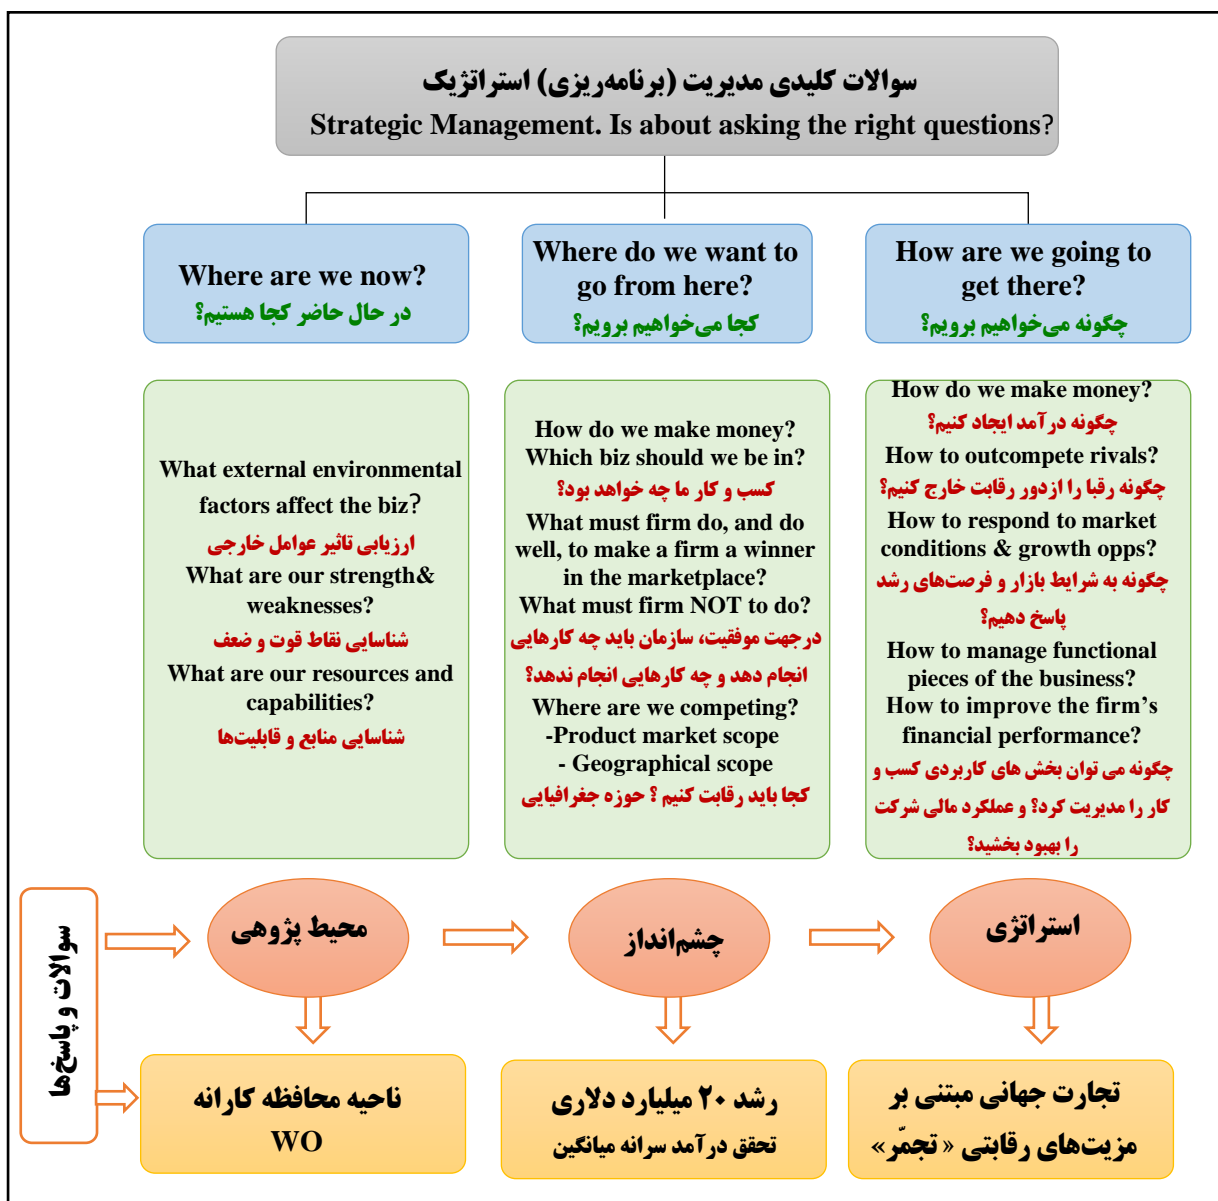 سوالات کلیدی مدیریت (برنامه‌ریزی) استراتژیک
Strategic Management. Is about asking the right questions?
Where are we now?
در حال حاضر کجا هستیم؟
Where do we want to
go from here?
کجا می‌خواهیم برویم؟
How are we going to
get there?
چگونه می‌خواهیم برویم؟
What external environmental
factors affect the biz?
ارزیابی تاثیر عوامل خارجی
What are our strength&
weaknesses?
شناسایی نقاط قوت و ضعف
What are our resources and
capabilities?
شناسایی منابع و قابلیت‌ها
How do we make money?
Which biz should we be in?
کسب و کار ما چه خواهد بود؟
What must firm do, and do
well, to make a firm a winner
in the marketplace?
What must firm NOT to do?
درجهت موفقیت، سازمان باید چه کارهایی
انجام دهد و چه کارهایی انجام ندهد؟
Where are we competing?
-Product market scope
- Geographical scope
کجا باید رقابت کنیم ؟ حوزه جغرافیایی
How do we make money?
چگونه درآمد ایجاد کنیم؟
How to outcompete rivals?
چگونه رقبا را ازدور رقابت خارج کنیم؟
How to respond to market
conditions & growth opps?
چگونه به شرایط بازار و فرصت‌های رشد
پاسخ دهیم؟
How to manage functional
pieces of the business?
How to improve the firm’s
financial performance?
چگونه می توان بخش های کاربردی کسب و
کار را مدیریت کرد؟ و عملکرد مالی شرکت
را بهبود بخشید؟
سوالات و پاسخ‌ها
محیط پژوهی
چشم‌انداز
استراتژی
ناحیه محافظه کارانه
WO
رشد ۲۰ میلیارد دلاری
تحقق درآمد سرانه میانگین
تجارت جهانی مبتنی بر
مزیت‌های رقابتی « تجمّر»